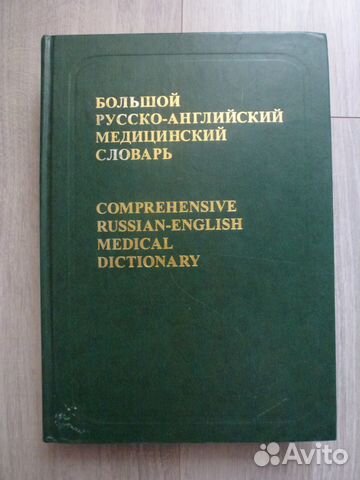 БОЛЬШОЙ
РУССКО-АНГЛИЙСКИЙ
МЕДИЦИНСКИЙ
СЛОВАРЬ
COMPREHENSIVE
RUSSIAN-ENGLISH
MEDICAL
DICTIONARY
Avito